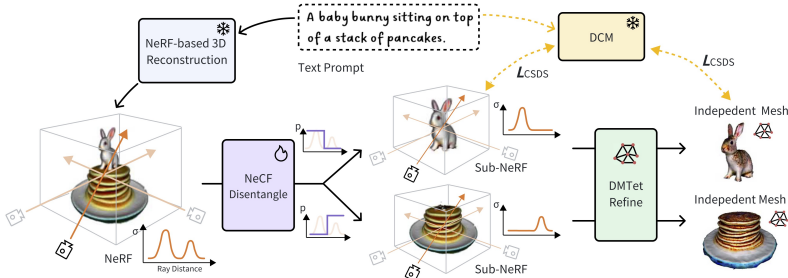 A baby bunny sitting on top
of a stack of pancakes.
Text Prompt
NeRF-based 3D
Reconstruction
DCM
LCSDS
LCSDS
NeCF
Disentangle
p
p
σ
Sub-NeRF
σ
Sub-NeRF
DMTet
Refine
Indepedent Mesh
Indepedent Mesh
NeRF
σ
Ray Distance